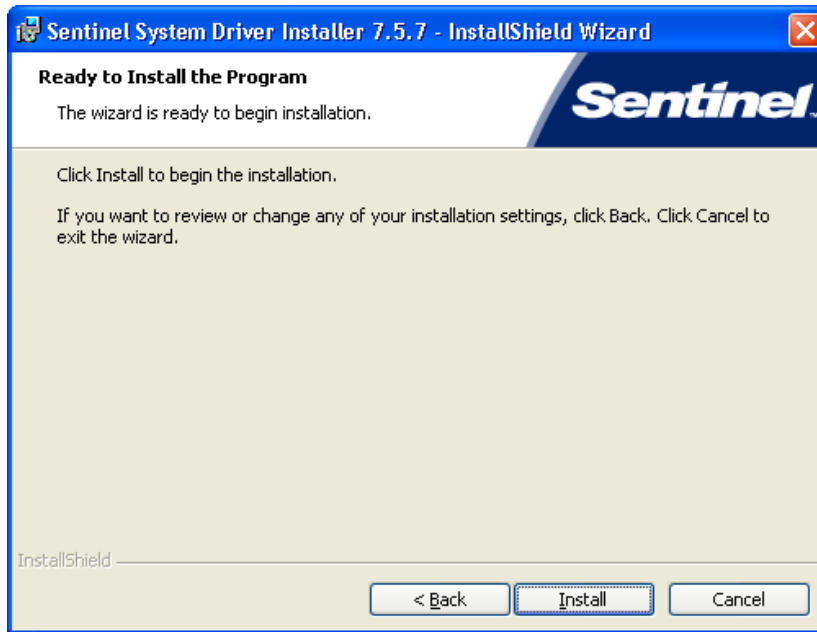 Sentinel System Driver Installer 7.5.7 - InstallShield Wizard
Ready to Install the Program
The wizard is ready to begin installation.
Sentinel
Click Install to begin the installation.
If you want to review or change any of your installation settings, click Back. Click Cancel to
exit the wizard.
InstallShield
< Back
Install
Cancel